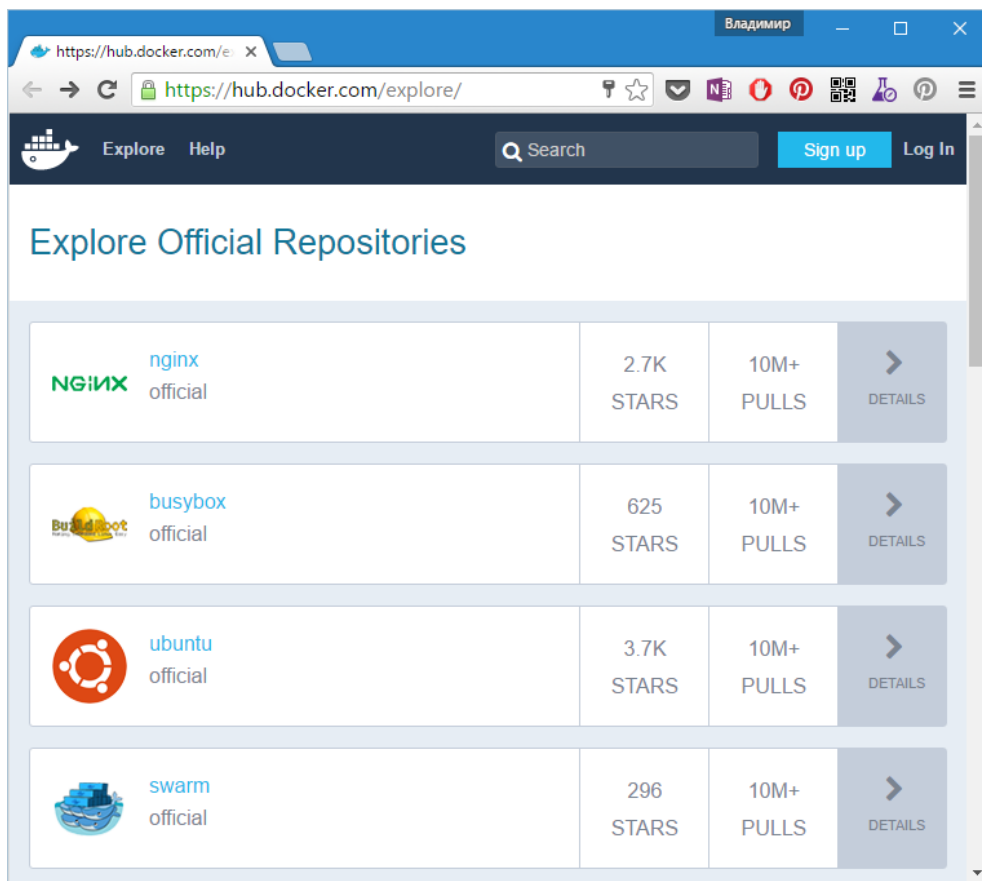 Владимир
https://hub.docker.com/e
https://hub.docker.com/explore/
Explore Help Search Sign up Log In
Explore Official Repositories
NGiNX
nginx
official
2.7K
STARS
10M+
PULLS
DETAILS
BuildRoot
busybox
official
625
STARS
10M+
PULLS
DETAILS
ubuntu
official
3.7K
STARS
10M+
PULLS
DETAILS
swarm
official
296
STARS
10M+
PULLS
DETAILS